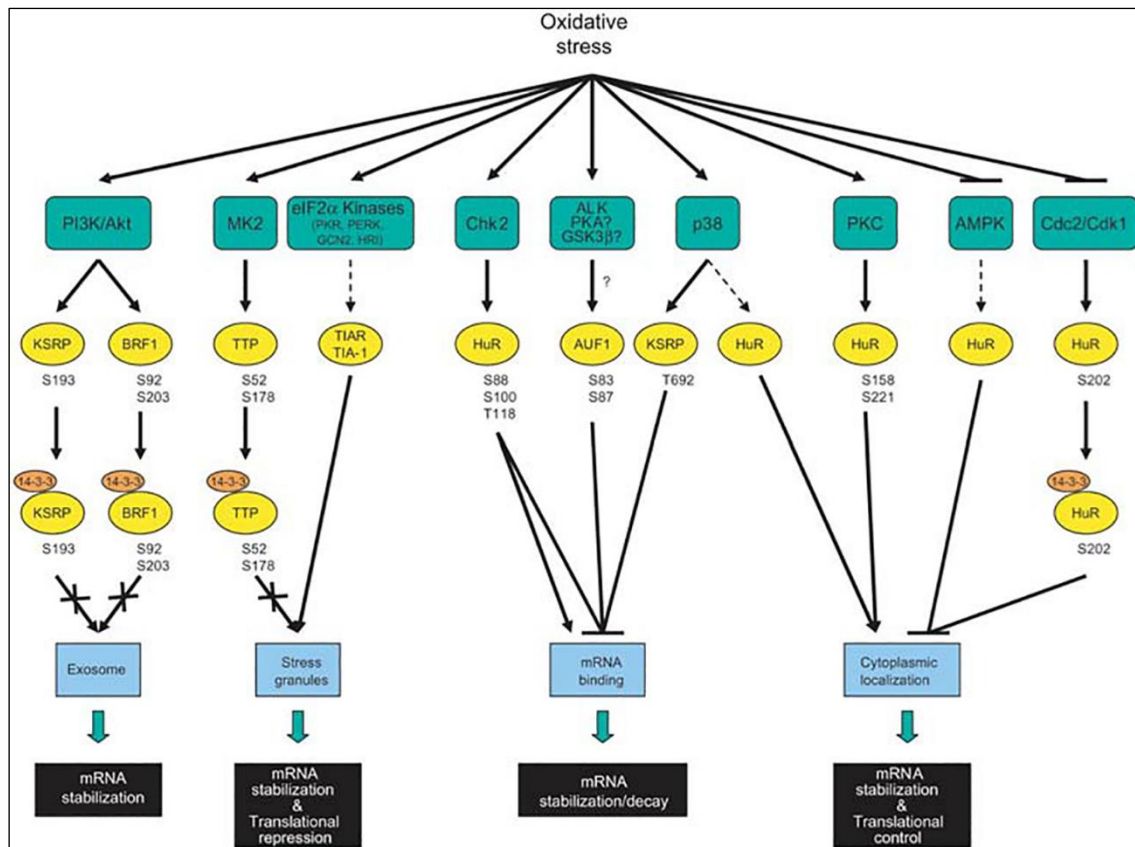 Oxidative
stress
PI3K/Akt
MK2
eIF2α Kinases
(PKR, PERK,
GCN2, HRI)
Chk2
ALK
PKA?
GSK3β?
p38
PKC
AMPK
Cdc2/Cdk1
?
KSRP
BRF1
TTP
TIAR
TIA-1
HuR
AUF1
KSRP
HuR
HuR
HuR
HuR
S193
S92
S203
S52
S178
S88
S100
T118
S83
S87
T692
S158
S221
S202
14-3-3
KSRP
14-3-3
BRF1
14-3-3
TTP
14-3-3
HuR
S193
S92
S203
S52
S178
S202
Exosome
Stress
granules
mRNA
binding
Cytoplasmic
localization
mRNA
stabilization
mRNA
stabilization
&
Translational
repression
mRNA
stabilization/decay
mRNA
stabilization
&
Translational
control